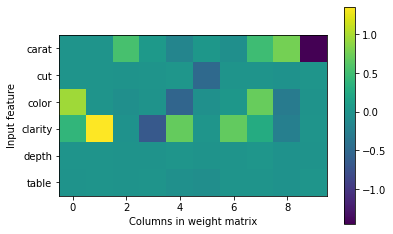 carat
cut
color
clarity
depth
table
Input feature
0 2 4 6 8
Columns in weight matrix
1.0
0.5
0.0
−0.5
−1.0